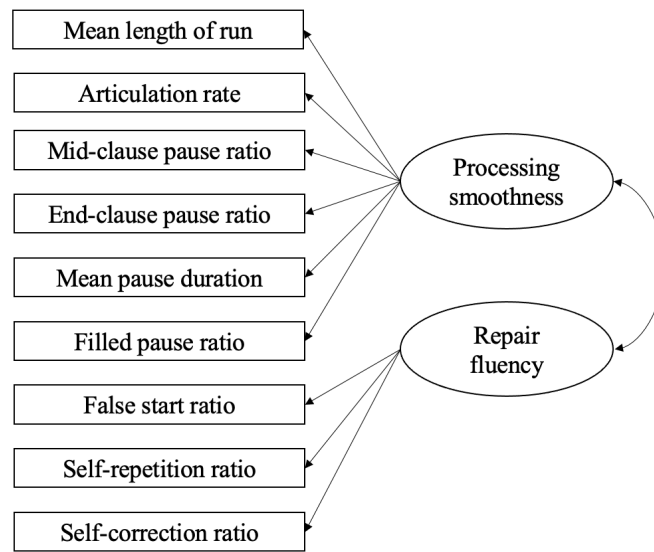 Mean length of run
Articulation rate
Mid-clause pause ratio
End-clause pause ratio
Mean pause duration
Filled pause ratio
False start ratio
Self-repetition ratio
Self-correction ratio
Processing
smoothness
Repair
fluency